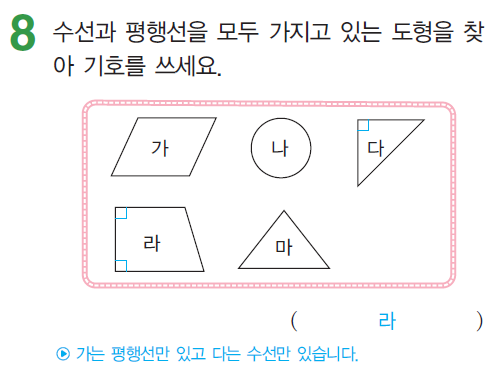 8 수선과 평행선을 모두 가지고 있는 도형을 찾
아 기호를 쓰세요.
가 나 다
라 마
( 라 )
▶ 가는 평행선만 있고 다는 수선만 있습니다.